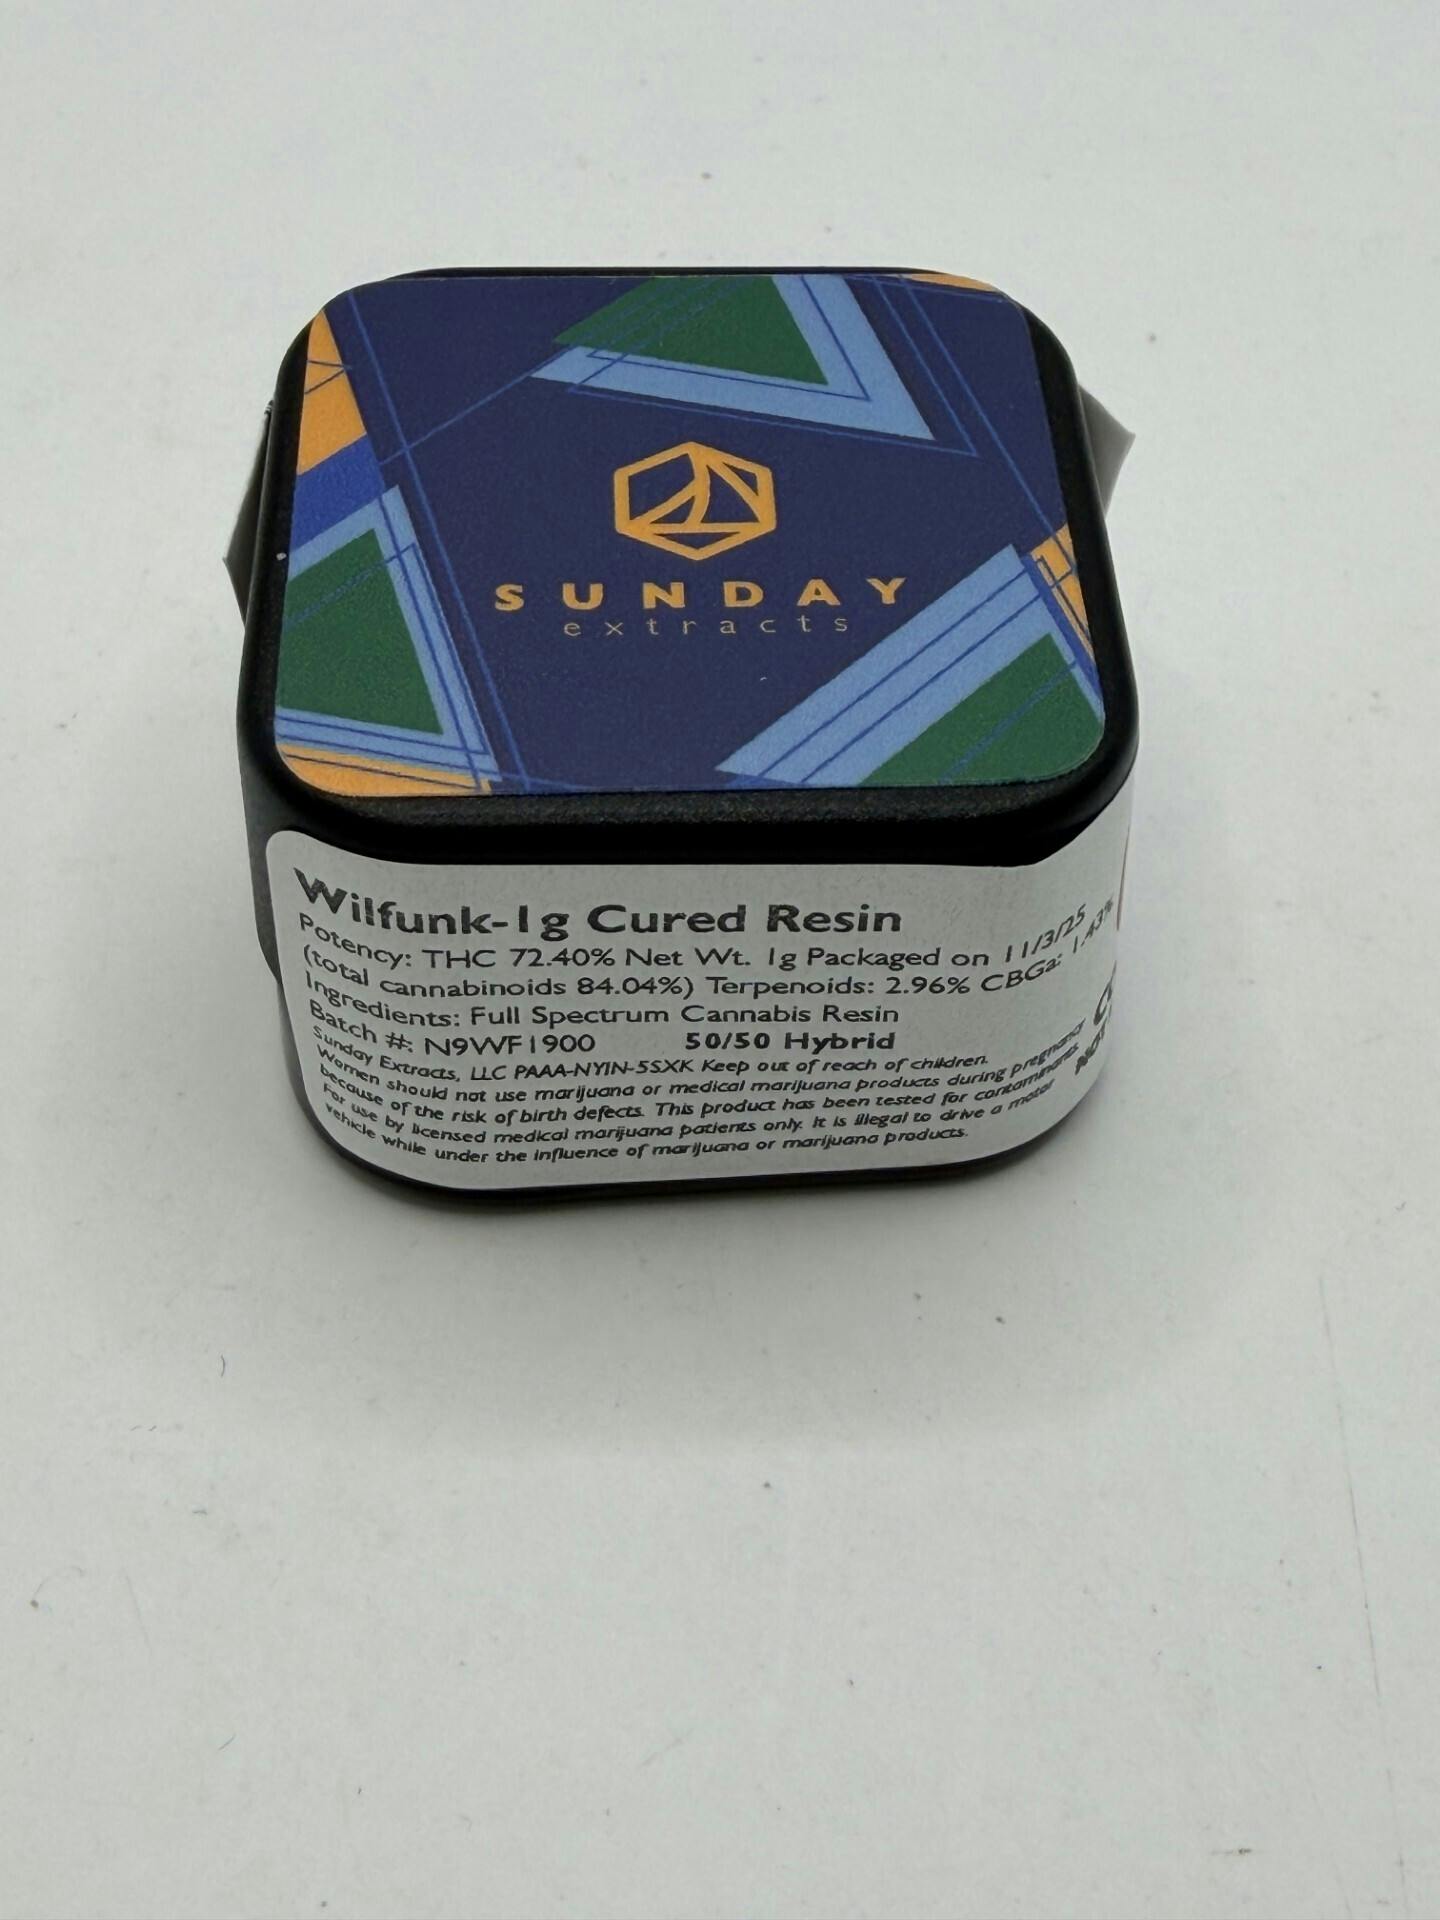 SUNDAY
extracts
Wilfunk-1g Cured Resin
Potency: THC 72.40% Net Wt. 1g Packaged on 11/3/25
(total cannabinoids 84.04%) Terpenoids: 2.96% CBGa: 1.43%
Ingredients: Full Spectrum Cannabis Resin
Batch #: N9WF1900 50/50 Hybrid
Sunday Extracts, LLC PAAA-NYIN-5SXK Keep out of reach of children.
Women should not use marijuana or medical marijuana products during pregnancy
because of the risk of birth defects. This product has been tested for contaminants.
For use by licensed medical marijuana patients only. It is illegal to drive a motor
vehicle while under the influence of marijuana or marijuana products.